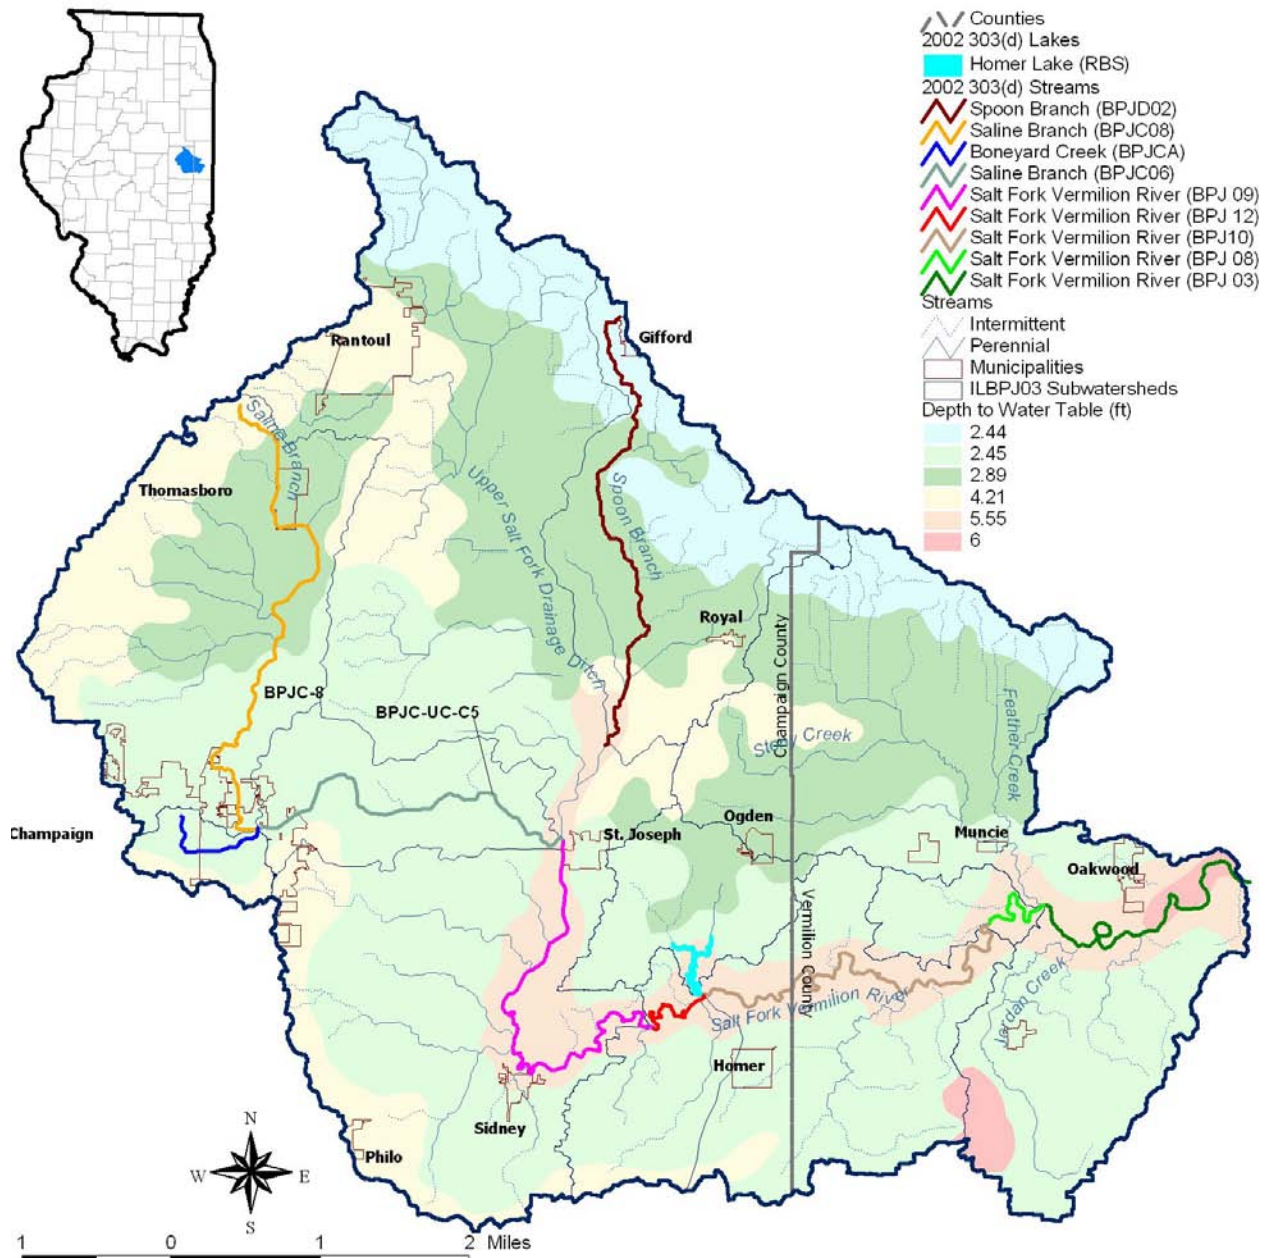 Counties
2002 303(d) Lakes
Homer Lake (RBS)
2002 303(d) Streams
Spoon Branch (BPJD02)
Saline Branch (BPJC08)
Boneyard Creek (BPJCA)
Saline Branch (BPJC06)
Salt Fork Vermilion River (BPJ 09)
Salt Fork Vermilion River (BPJ 12)
Salt Fork Vermilion River (BPJ10)
Salt Fork Vermilion River (BPJ 08)
Salt Fork Vermilion River (BPJ 03)
Streams
Intermittent
Perennial
Municipalities
ILBPJ03 Subwatersheds
Depth to Water Table (ft)
2.44
2.45
2.89
4.21
5.55
6
Rantoul
Gifford
Saline Branch
Thomasboro
Upper Salt Fork Drainage Ditch
Spoon Branch
Royal
Champaign County
BPJC-8
BPJC-UC-C5
Stony Creek
Feather Creek
Champaign
St. Joseph
Ogden
Muncie
Oakwood
Vermilion County
Salt Fork Vermilion River
Jordan Creek
Homer
Sidney
Philo
N
W
E
S
1 0 1 2 Miles